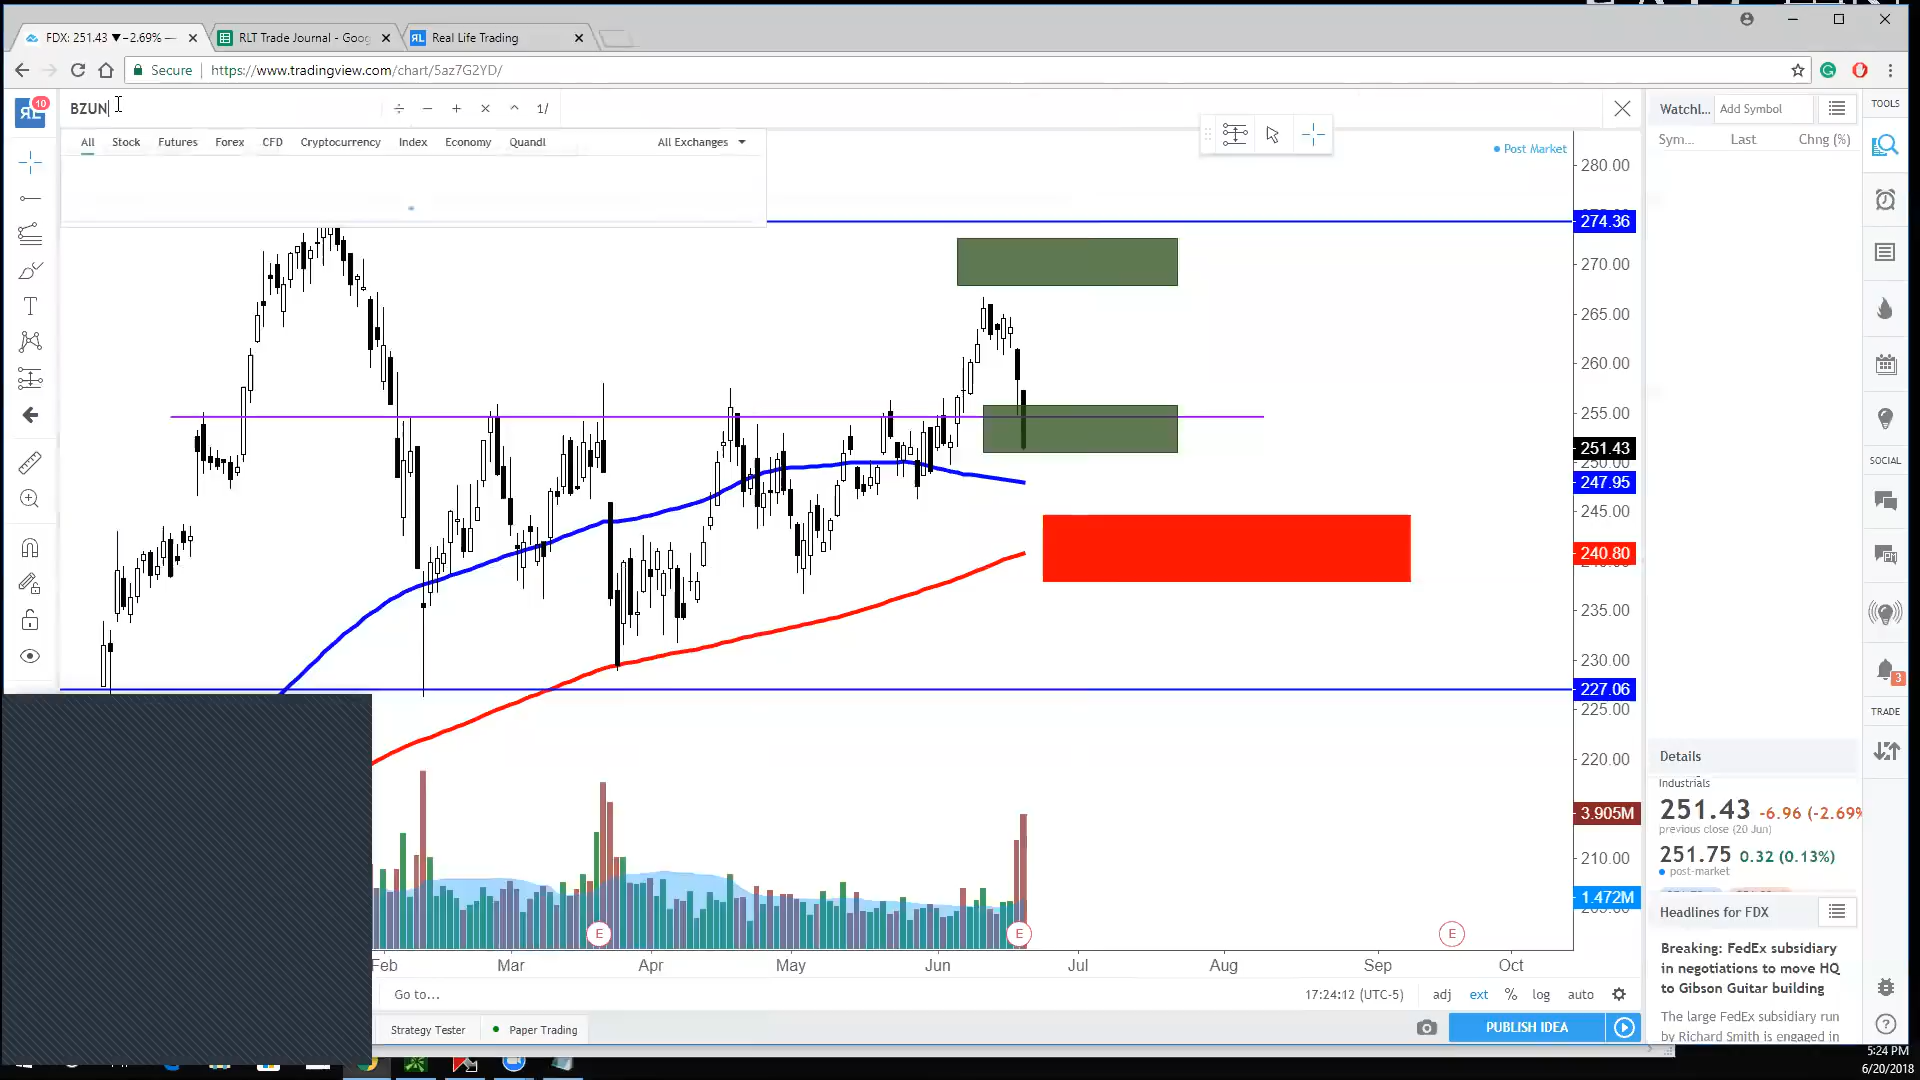 FDX: 251.43 ▼ −2.69% —
RLT Trade Journal - Goog
Real Life Trading
Secure
https://www.tradingview.com/chart/5az7G2YD/
10
BZUN
÷ − + × ^ 1/
All Stock Futures Forex CFD Cryptocurrency Index Economy Quandl All Exchanges
Post Market
Watchl... Add Symbol
Sym... Last Chng (%)
TOOLS
280.00
274.36
270.00
265.00
260.00
255.00
251.43
250.00
247.95
245.00
240.80
235.00
230.00
227.06
225.00
220.00
3.905M
210.00
1.472M
SOCIAL
3
TRADE
Details
Industrials
251.43 -6.96 (-2.69%
previous close (20 Jun)
251.75 0.32 (0.13%)
post-market
Headlines for FDX
Breaking: FedEx subsidiary
in negotiations to move HQ
to Gibson Guitar building
The large FedEx subsidiary run
by Richard Smith is engaged in
E E E
Feb Mar Apr May Jun Jul Aug Sep Oct
Go to... 17:24:12 (UTC-5) adj ext % log auto
Strategy Tester Paper Trading PUBLISH IDEA
5:24 PM
6/20/2018